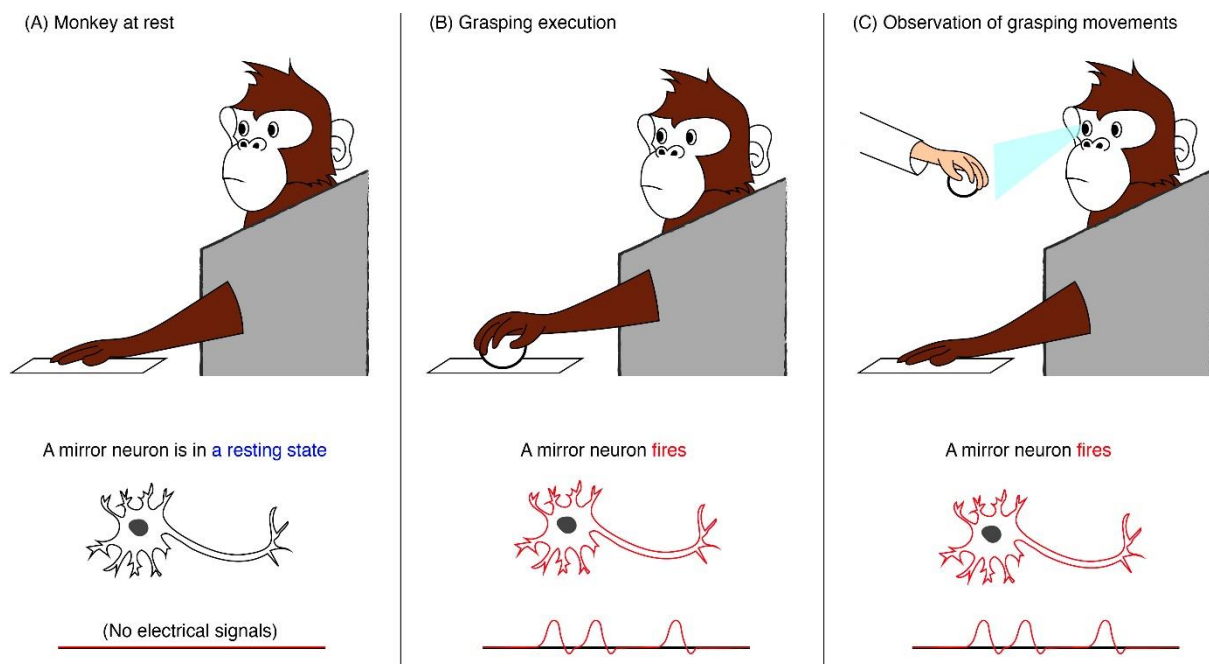 (A) Monkey at rest
(B) Grasping execution
(C) Observation of grasping movements
A mirror neuron is in a resting state
A mirror neuron fires
A mirror neuron fires
(No electrical signals)